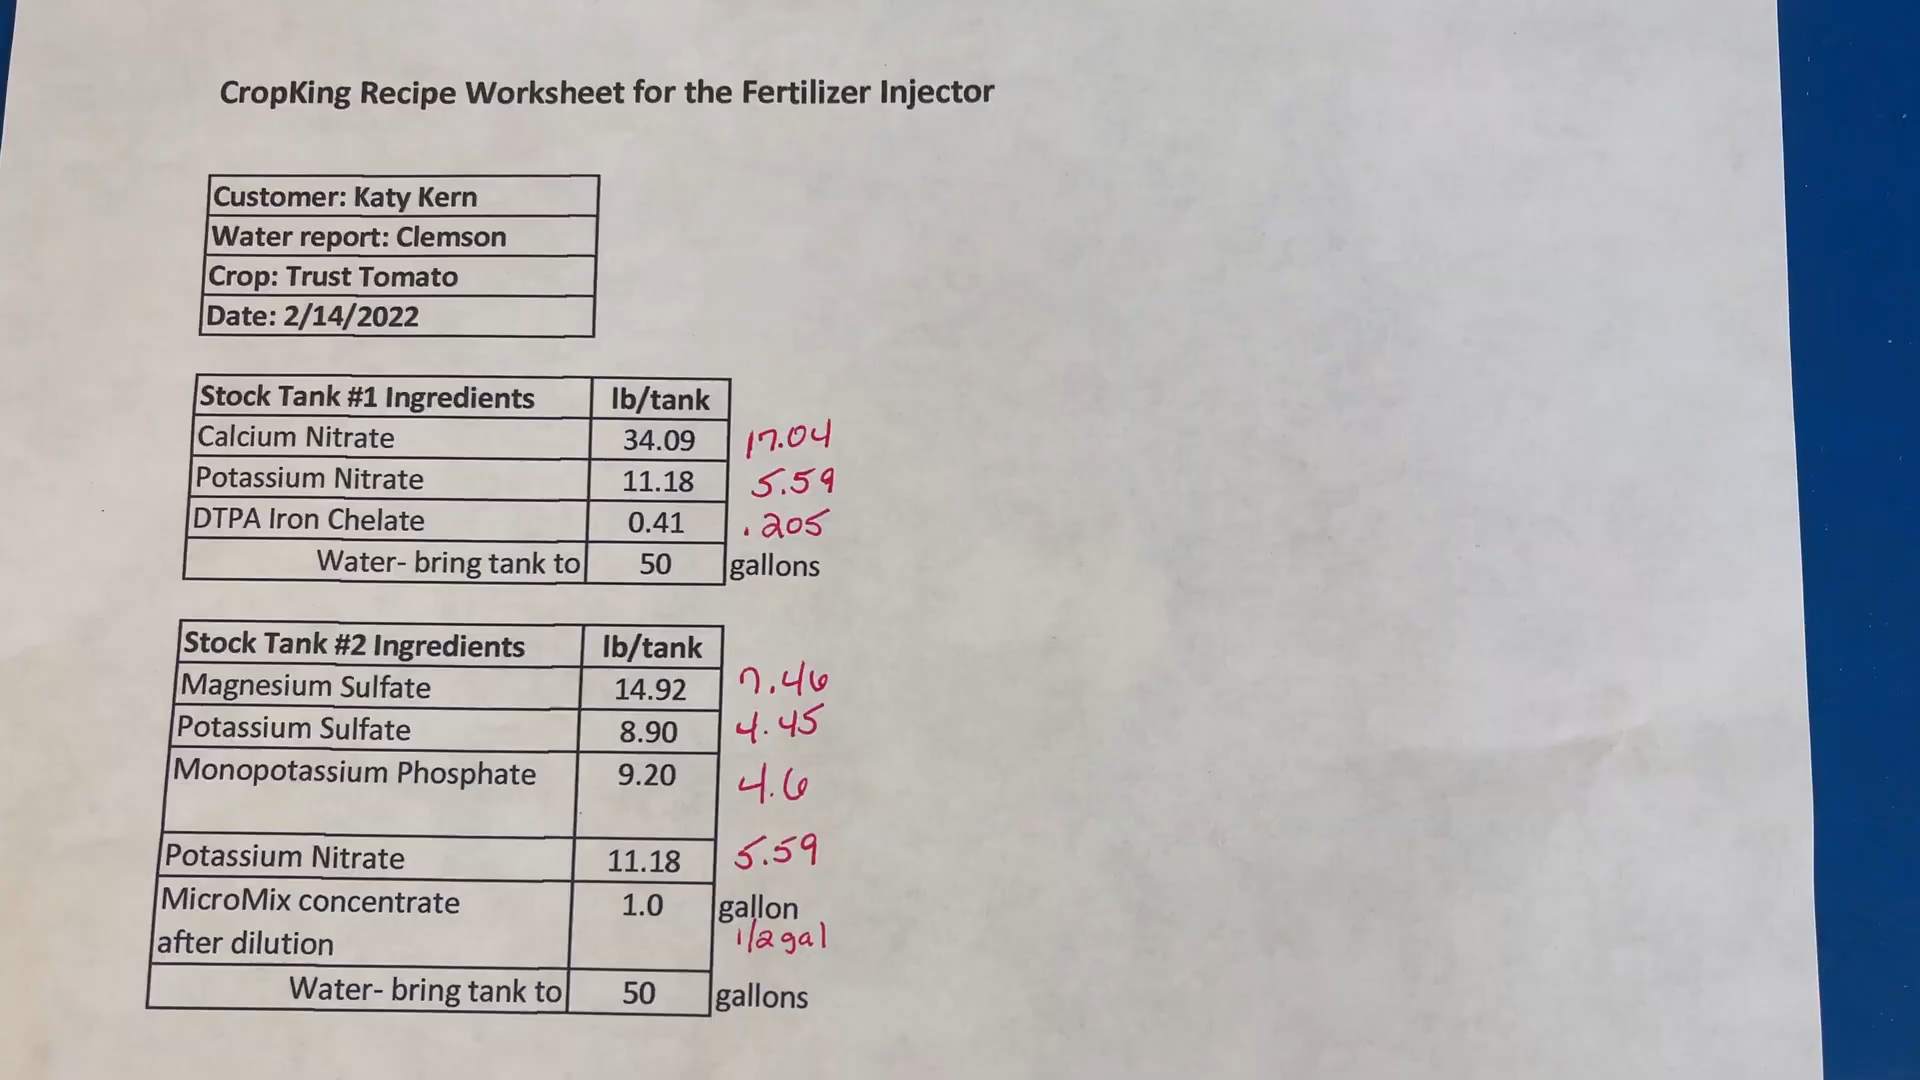 CropKing Recipe Worksheet for the Fertilizer Injector
Customer: Katy Kern
Water report: Clemson
Crop: Trust Tomato
Date: 2/14/2022
Stock Tank #1 Ingredients lb/tank
Calcium Nitrate 34.09 17.04
Potassium Nitrate 11.18 5.59
DTPA Iron Chelate 0.41 .205
Water- bring tank to 50 gallons
Stock Tank #2 Ingredients lb/tank
Magnesium Sulfate 14.92 7.46
Potassium Sulfate 8.90 4.45
Monopotassium Phosphate 9.20 4.6
Potassium Nitrate 11.18 5.59
MicroMix concentrate 1.0 gallon
after dilution 1/2 gal
Water- bring tank to 50 gallons